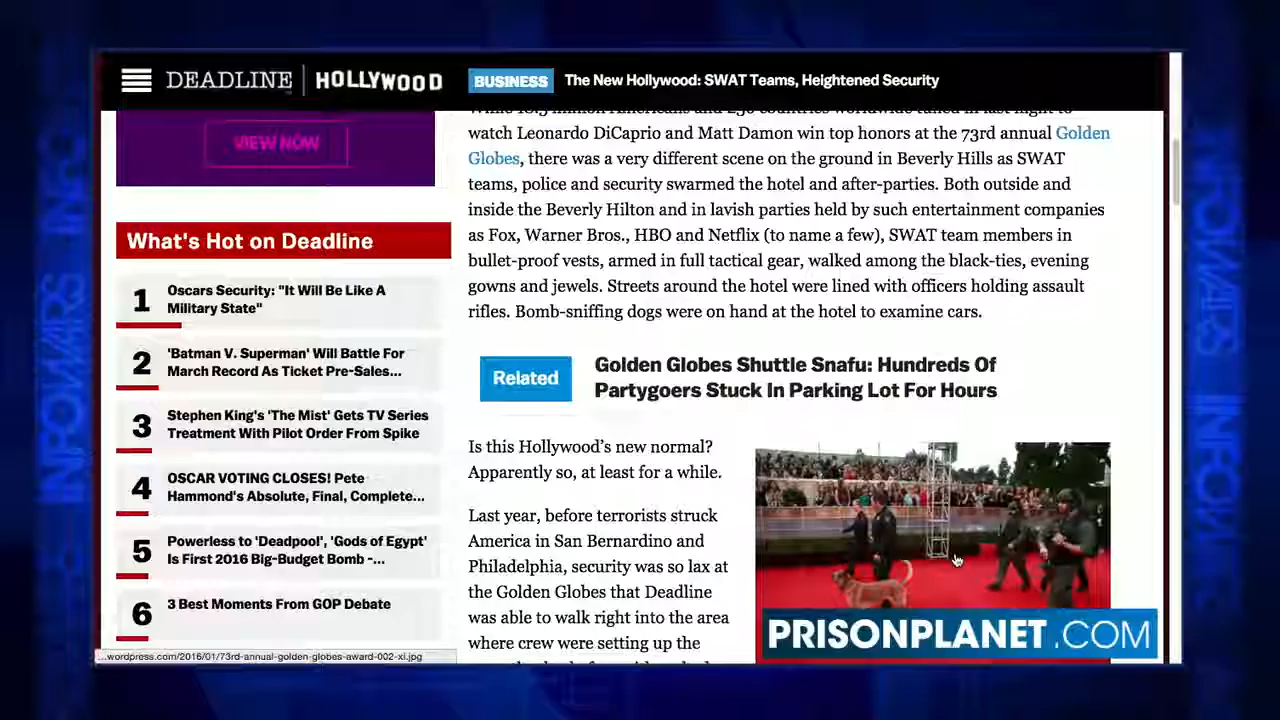 DEADLINE HOLLYWOOD
BUSINESS The New Hollywood: SWAT Teams, Heightened Security
VIEW NOW
What's Hot on Deadline
1 Oscars Security: "It Will Be Like A
Military State"
2 'Batman V. Superman' Will Battle For
March Record As Ticket Pre-Sales...
3 Stephen King's 'The Mist' Gets TV Series
Treatment With Pilot Order From Spike
4 OSCAR VOTING CLOSES! Pete
Hammond's Absolute, Final, Complete...
5 Powerless to 'Deadpool', 'Gods of Egypt'
Is First 2016 Big-Budget Bomb -...
6 3 Best Moments From GOP Debate
watch Leonardo DiCaprio and Matt Damon win top honors at the 73rd annual Golden
Globes, there was a very different scene on the ground in Beverly Hills as SWAT
teams, police and security swarmed the hotel and after-parties. Both outside and
inside the Beverly Hilton and in lavish parties held by such entertainment companies
as Fox, Warner Bros., HBO and Netflix (to name a few), SWAT team members in
bullet-proof vests, armed in full tactical gear, walked among the black-ties, evening
gowns and jewels. Streets around the hotel were lined with officers holding assault
rifles. Bomb-sniffing dogs were on hand at the hotel to examine cars.
Related Golden Globes Shuttle Snafu: Hundreds Of
Partygoers Stuck In Parking Lot For Hours
Is this Hollywood's new normal?
Apparently so, at least for a while.
Last year, before terrorists struck
America in San Bernardino and
Philadelphia, security was so lax at
the Golden Globes that Deadline
was able to walk right into the area
where crew were setting up the
PRISONPLANET.COM
...wordpress.com/2016/01/73rd-annual-golden-globes-award-002-xl.jpg
INFOWARS INFO
INFOWARS INFOW